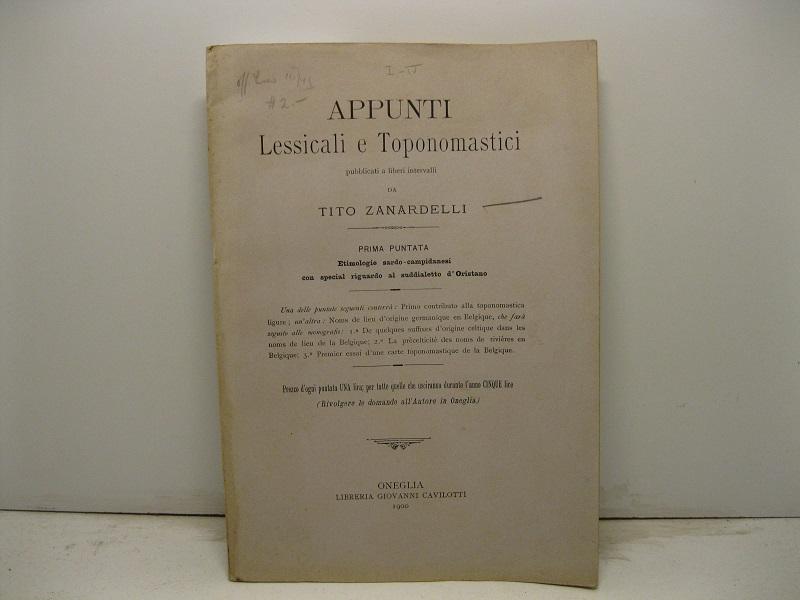 I-IV
# 2.-
APPUNTI
Lessicali e Toponomastici
pubblicati a liberi intervalli
DA
TITO ZANARDELLI
PRIMA PUNTATA
Etimologie sardo-campidanesi
con special riguardo al suddialetto d'Oristano
Una delle puntate seguenti conterrà: Primo contributo alla toponomastica
ligure; un'altra: Noms de lieu d'origine germanique en Belgique, che farà
seguito alle monografie: 1.º De quelques suffixes d'origine celtique dans les
noms de lieu de la Belgique; 2.º La précelticité des noms de rivières en
Belgique; 3.º Premier essai d'une carte toponomastique de la Belgique.
Prezzo d'ogni puntata UNA lira; per tutte quelle che usciranno durante l'anno CINQUE lire
(Rivolgere le domande all'Autore in Oneglia)
ONEGLIA
LIBRERIA GIOVANNI CAVILOTTI
1900